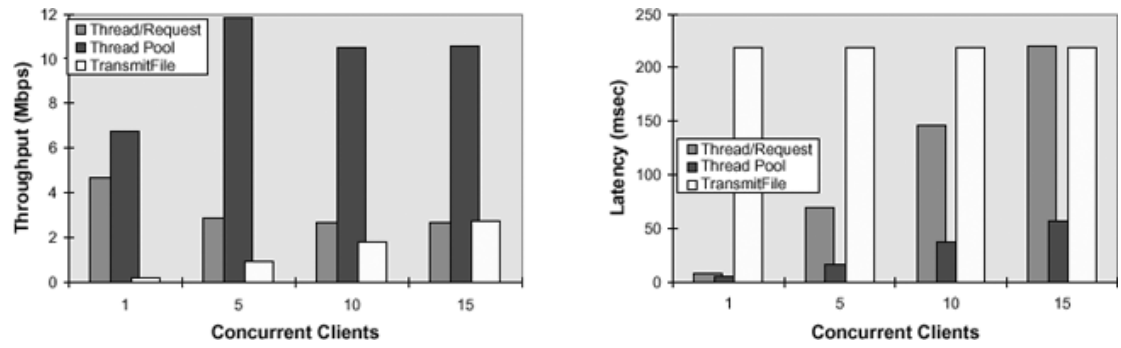 12
10
8
6
4
2
0
Throughput (Mbps)
Thread/Request
Thread Pool
TransmitFile
1 5 10 15
Concurrent Clients
250
200
150
100
50
0
Latency (msec)
Thread/Request
Thread Pool
TransmitFile
1 5 10 15
Concurrent Clients